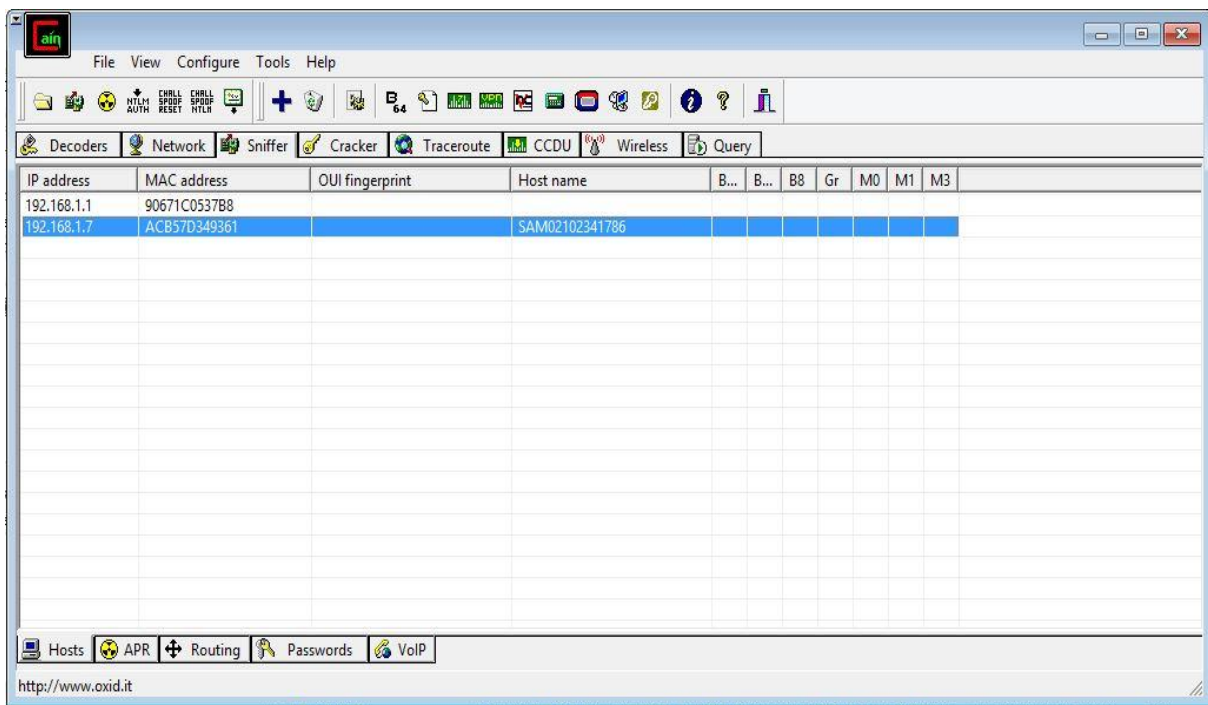 aín
File View Configure Tools Help
NTLM AUTH CHALL SPOOF RESET CHALL SPOOF NTLM B64 ?
Decoders Network Sniffer Cracker Traceroute CCDU Wireless Query
IP address MAC address OUI fingerprint Host name B... B... B8 Gr M0 M1 M3
192.168.1.1 90671C0537B8
192.168.1.7 ACB57D349361 SAM02102341786
Hosts APR Routing Passwords VoIP
http://www.oxid.it